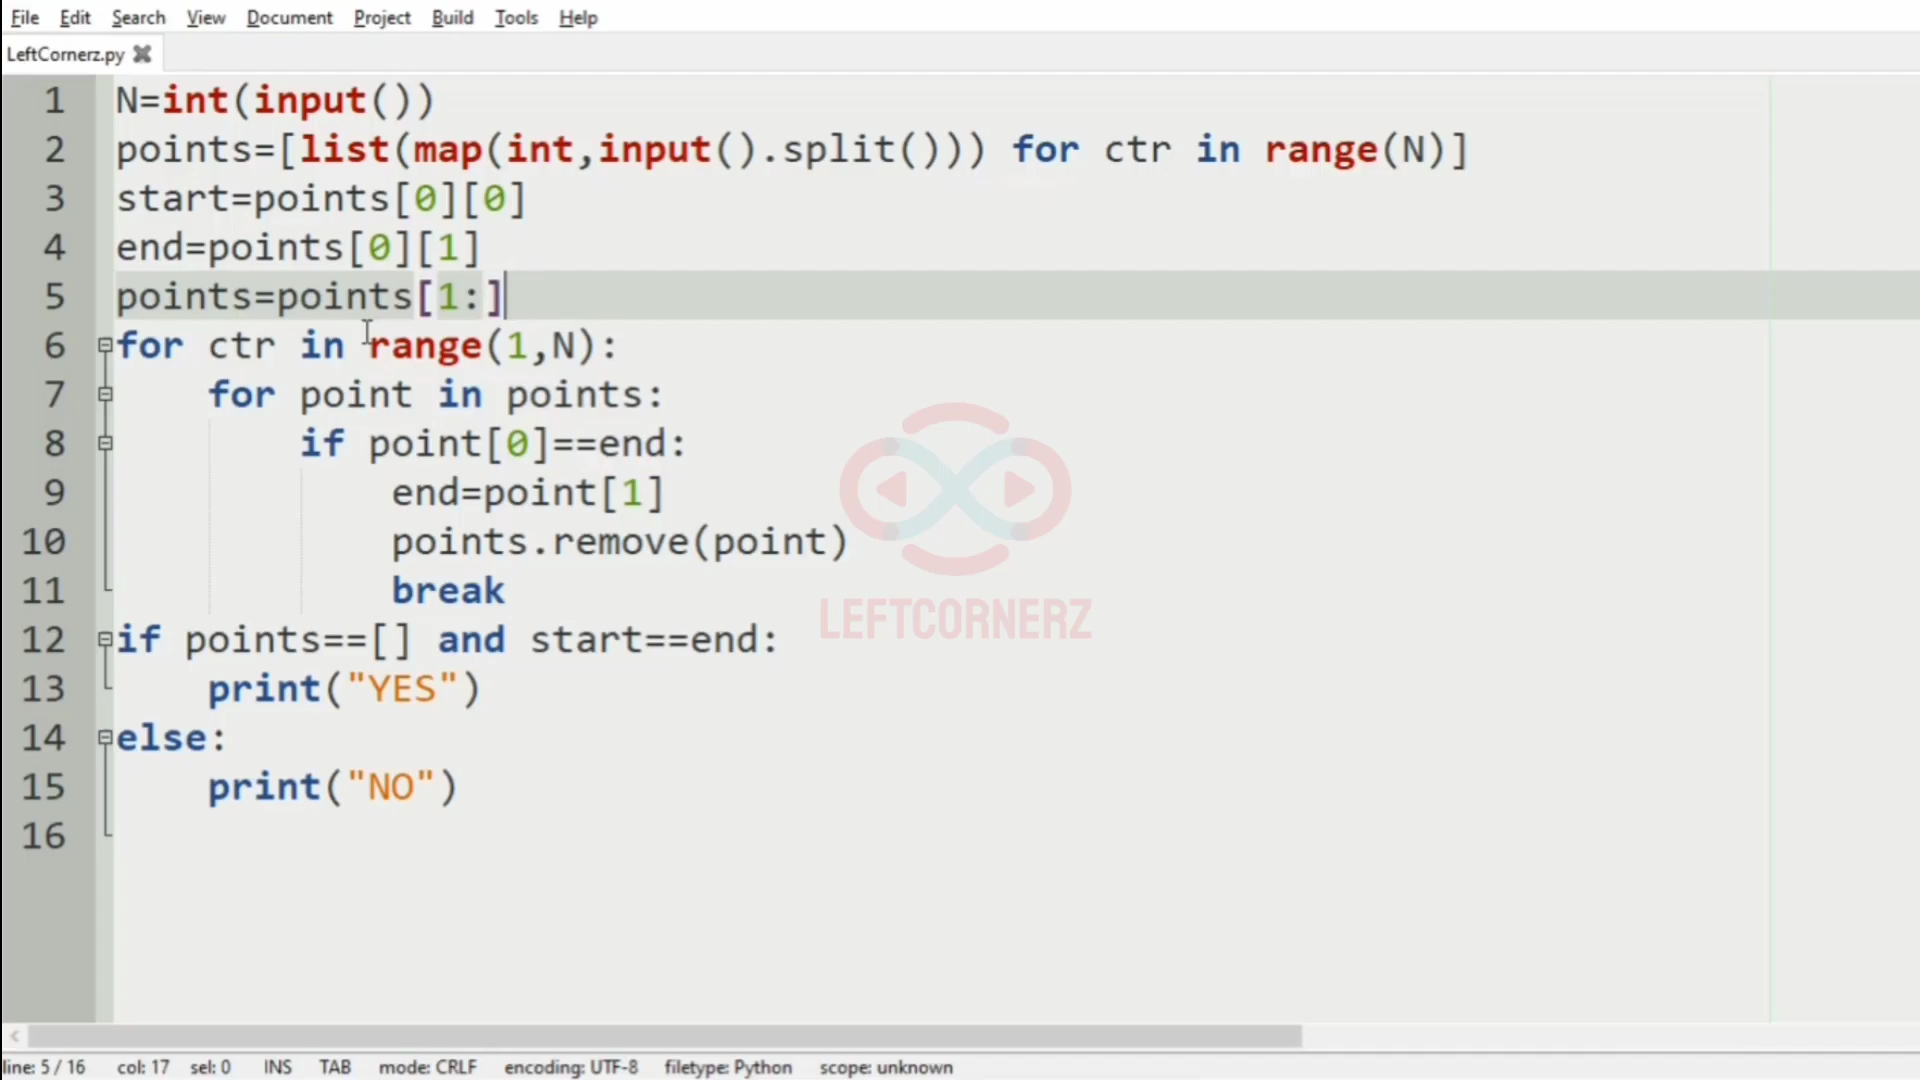 File Edit Search View Document Project Build Tools Help
LeftCornerz.py
1 N=int(input())
2 points=[list(map(int,input().split())) for ctr in range(N)]
3 start=points[0][0]
4 end=points[0][1]
5 points=points[1:]
6 for ctr in range(1,N):
7     for point in points:
8         if point[0]==end:
9             end=point[1]
10             points.remove(point)
11             break
12 if points==[] and start==end:
13     print("YES")
14 else:
15     print("NO")
16
LEFTCORNERZ
line: 5 / 16 col: 17 sel: 0 INS TAB mode: CRLF encoding: UTF-8 filetype: Python scope: unknown